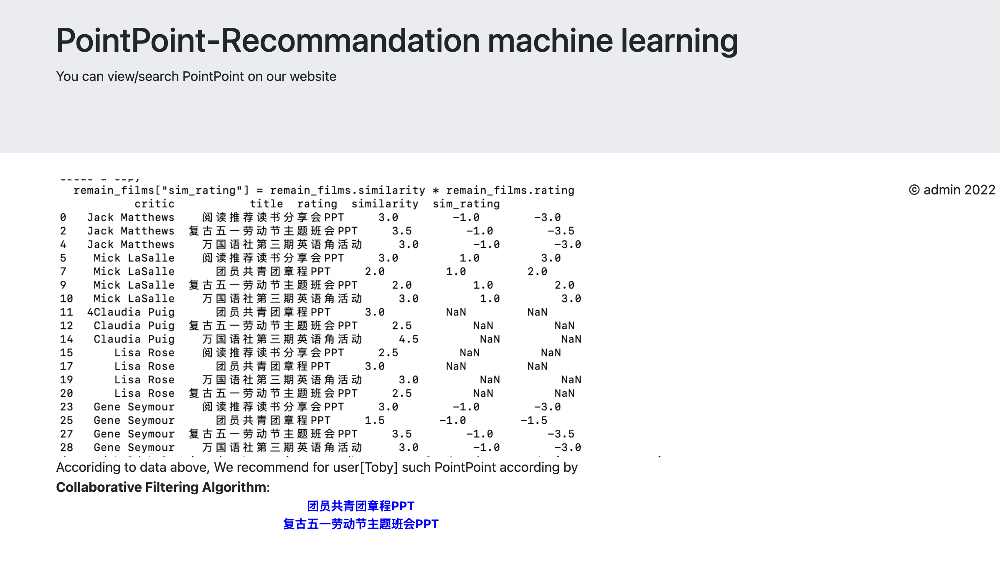 PointPoint-Recommandation machine learning
You can view/search PointPoint on our website
remain_films["sim_rating"] = remain_films.similarity * remain_films.rating
© admin 2022
critic title rating similarity sim_rating
0 Jack Matthews 阅读推荐读书分享会PPT 3.0 -1.0 -3.0
2 Jack Matthews 复古五一劳动节主题班会PPT 3.5 -1.0 -3.5
4 Jack Matthews 万国语社第三期英语角活动 3.0 -1.0 -3.0
5 Mick LaSalle 阅读推荐读书分享会PPT 3.0 1.0 3.0
7 Mick LaSalle 团员共青团章程PPT 2.0 1.0 2.0
9 Mick LaSalle 复古五一劳动节主题班会PPT 2.0 1.0 2.0
10 Mick LaSalle 万国语社第三期英语角活动 3.0 1.0 3.0
11 4Claudia Puig 团员共青团章程PPT 3.0 NaN NaN
12 Claudia Puig 复古五一劳动节主题班会PPT 2.5 NaN NaN
14 Claudia Puig 万国语社第三期英语角活动 4.5 NaN NaN
15 Lisa Rose 阅读推荐读书分享会PPT 2.5 NaN NaN
17 Lisa Rose 团员共青团章程PPT 3.0 NaN NaN
19 Lisa Rose 万国语社第三期英语角活动 3.0 NaN NaN
20 Lisa Rose 复古五一劳动节主题班会PPT 2.5 NaN NaN
23 Gene Seymour 阅读推荐读书分享会PPT 3.0 -1.0 -3.0
25 Gene Seymour 团员共青团章程PPT 1.5 -1.0 -1.5
27 Gene Seymour 复古五一劳动节主题班会PPT 3.5 -1.0 -3.5
28 Gene Seymour 万国语社第三期英语角活动 3.0 -1.0 -3.0
Accoriding to data above, We recommend for user[Toby] such PointPoint according by
Collaborative Filtering Algorithm:
团员共青团章程PPT
复古五一劳动节主题班会PPT